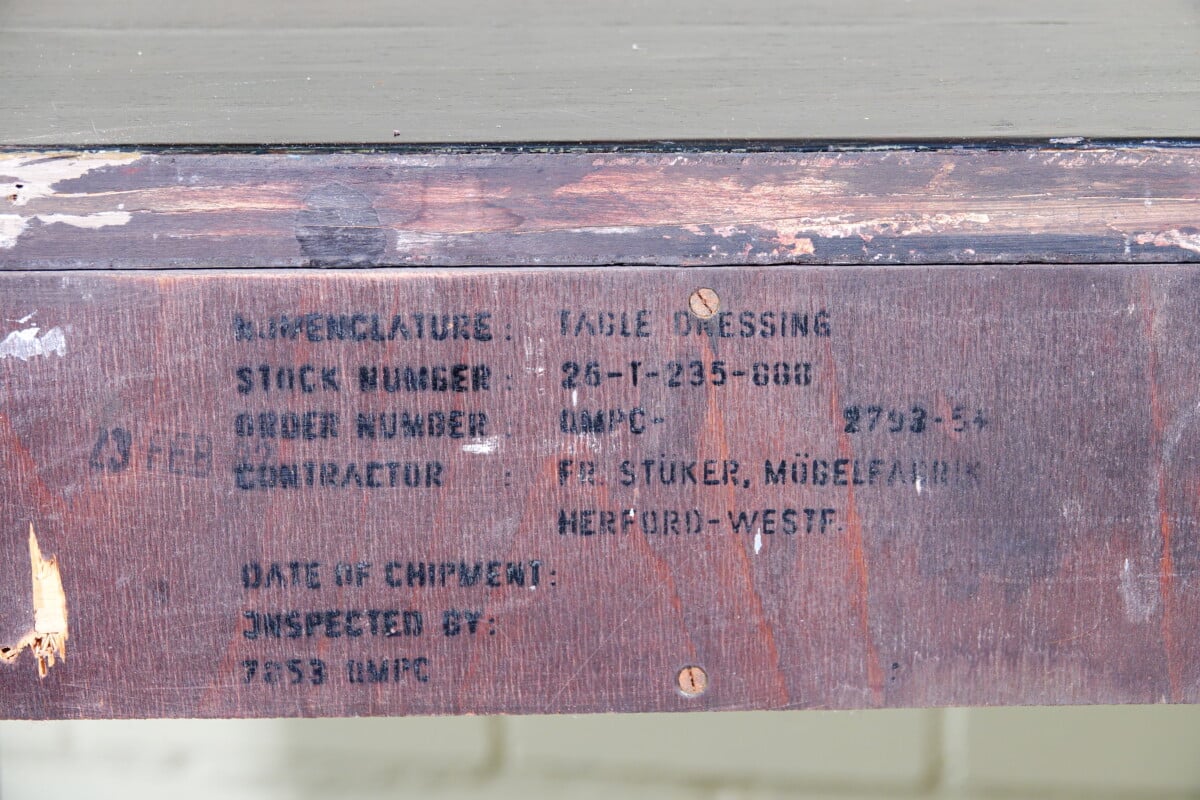 NOMENCLATURE : TABLE DRESSING
STOCK NUMBER : 26-T-235-888
ORDER NUMBER : QMPC- 2793-54
13 FEB
CONTRACTOR : FR. STÜKER, MÖBELFABRIK
HERFORD-WESTF.
DATE OF CHIPMENT:
INSPECTED BY:
7853 QMPC